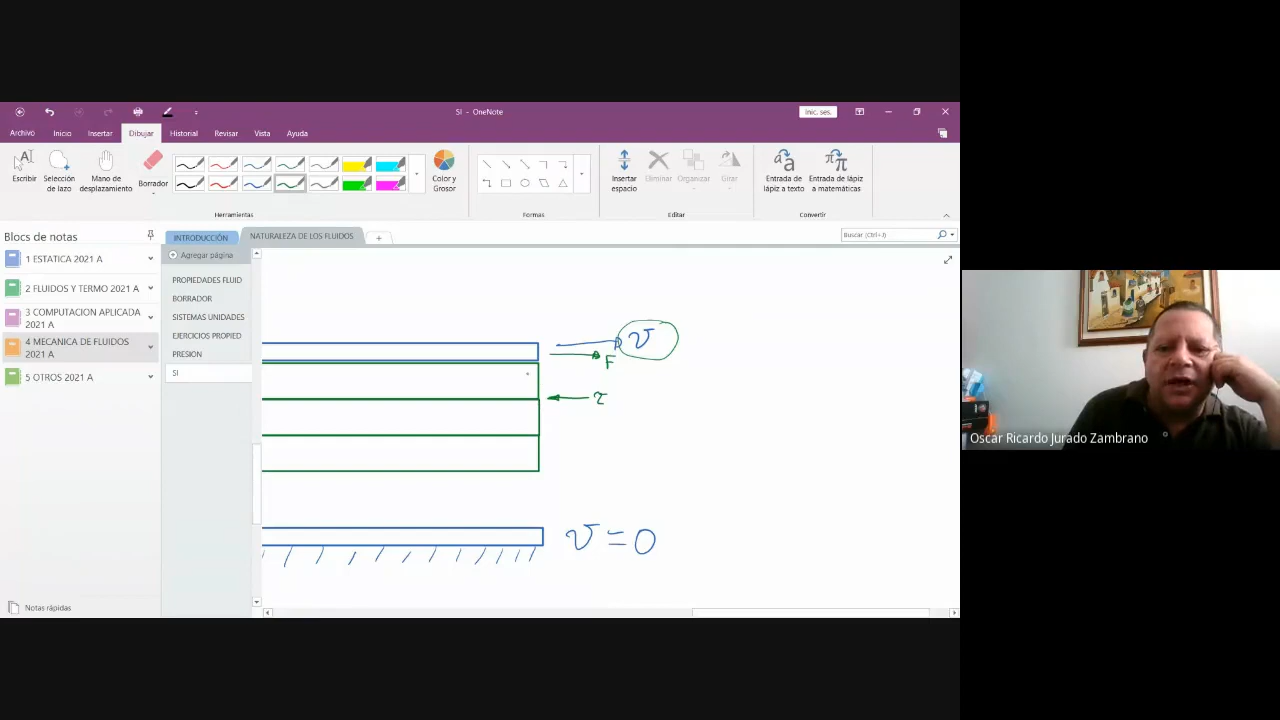 SI - OneNote
Inic. ses.
Archivo Inicio Insertar Dibujar Historial Revisar Vista Ayuda
Escribir
Selección de lazo
Mano de desplazamiento
Borrador
Color y Grosor
Insertar espacio
Eliminar
Organizar
Girar
Entrada de lápiz a texto
Entrada de lápiz a matemáticas
Herramientas
Formas
Editar
Convertir
Blocs de notas
INTRODUCCIÓN
NATURALEZA DE LOS FLUIDOS
Buscar (Ctrl+J)
1 ESTATICA 2021 A
2 FLUIDOS Y TERMO 2021 A
3 COMPUTACION APLICADA 2021 A
4 MECANICA DE FLUIDOS 2021 A
5 OTROS 2021 A
Notas rápidas
Agregar página
PROPIEDADES FLUID
BORRADOR
SISTEMAS UNIDADES
EJERCICIOS PROPIED
PRESION
SI
v
F
τ
v = 0
Oscar Ricardo Jurado Zambrano